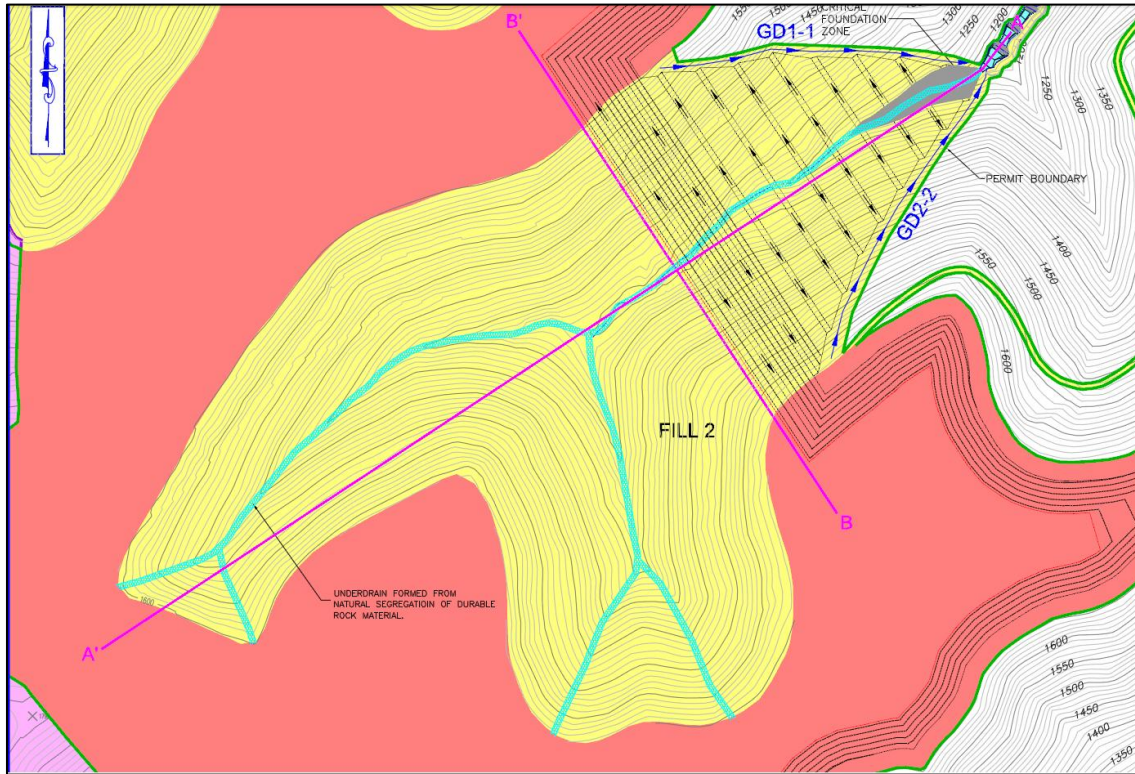 B'
GD1-1
CRITICAL
FOUNDATION
ZONE
1550
1500
1450
1300
1250
1200
1250
1300
1350
PERMIT BOUNDARY
GD2-2
1550
1500
1450
1400
1600
FILL 2
B
UNDERDRAIN FORMED FROM
NATURAL SEGREGATIOIN OF DURABLE
ROCK MATERIAL.
1600
A'
1600
1550
1500
1450
1400
1350